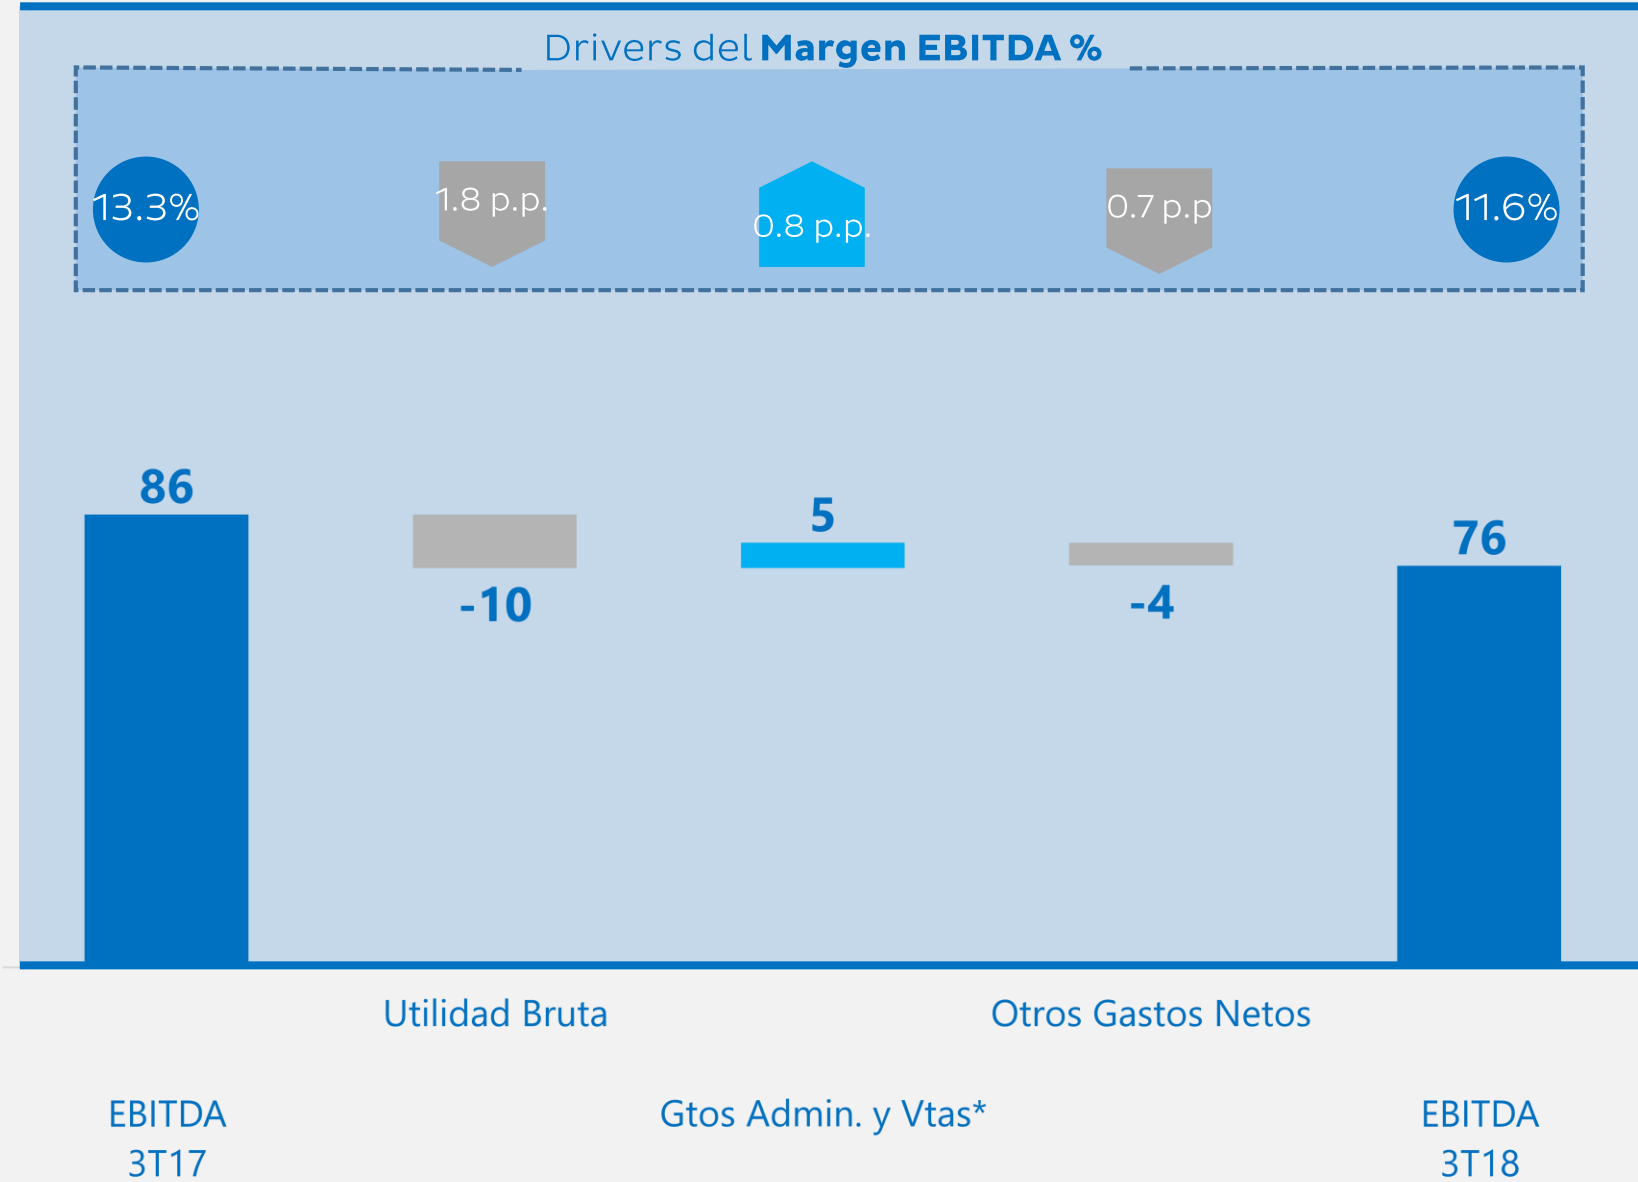 Drivers del Margen EBITDA %
13.3%
1.8 p.p.
0.8 p.p.
0.7 p.p
11.6%
86
-10
5
-4
76
Utilidad Bruta
Otros Gastos Netos
EBITDA
3T17
Gtos Admin. y Vtas*
EBITDA
3T18